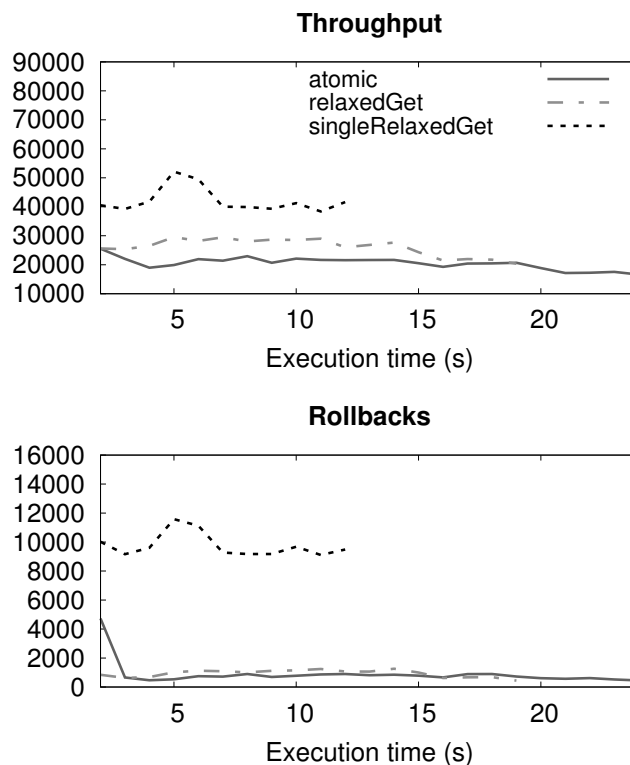 Throughput
90000
80000
70000
60000
50000
40000
30000
20000
10000
atomic
relaxedGet
singleRelaxedGet
5 10 15 20
Execution time (s)
Rollbacks
16000
14000
12000
10000
8000
6000
4000
2000
0
5 10 15 20
Execution time (s)